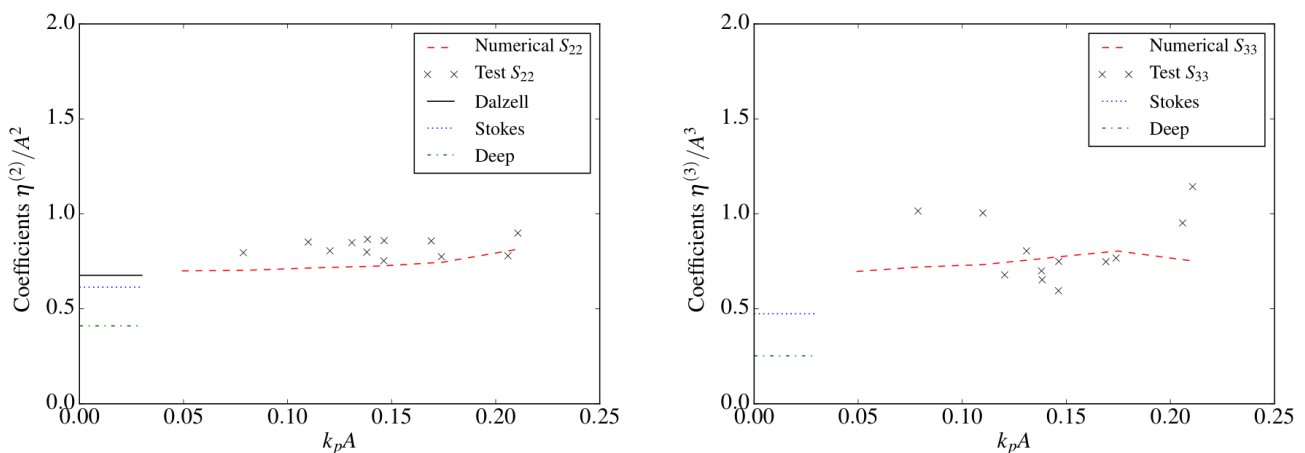 2.0
1.5
1.0
0.5
0.0
Coefficients η^(2)/A^2
Numerical S_22
Test S_22
Dalzell
Stokes
Deep
0.00 0.05 0.10 0.15 0.20 0.25
k_pA
2.0
1.5
1.0
0.5
0.0
Coefficients η^(3)/A^3
Numerical S_33
Test S_33
Stokes
Deep
0.00 0.05 0.10 0.15 0.20 0.25
k_pA